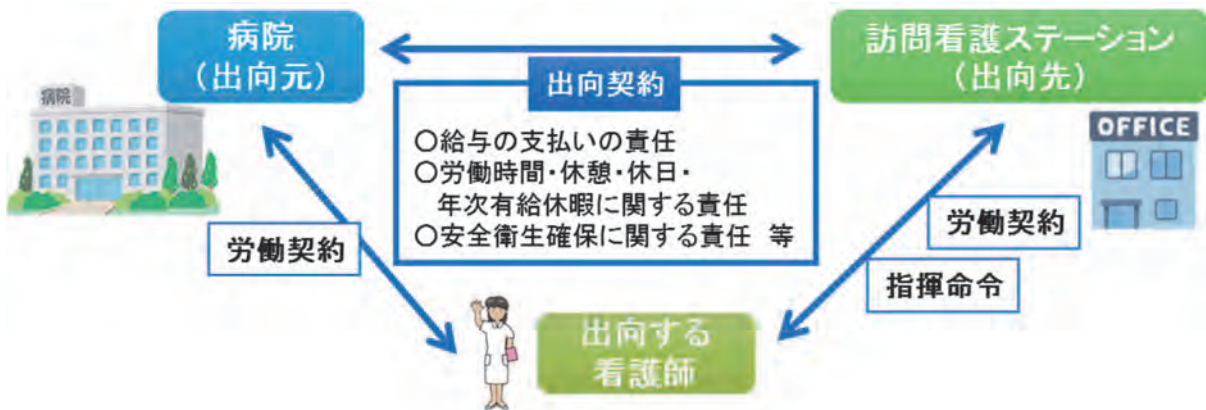 病院
（出向元）
訪問看護ステーション
（出向先）
病院
出向契約
OFFICE
○給与の支払いの責任
○労働時間・休憩・休日・
年次有給休暇に関する責任
○安全衛生確保に関する責任 等
労働契約
労働契約
指揮命令
出向する
看護師